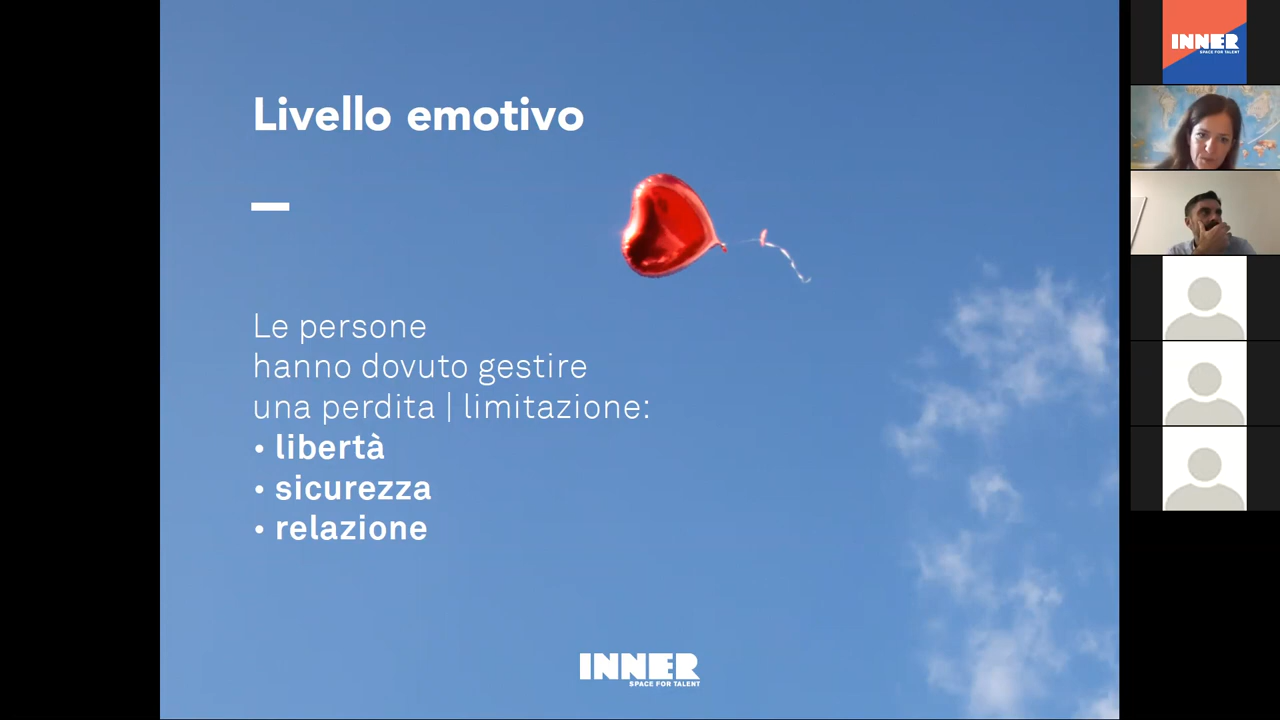 Livello emotivo
Le persone
hanno dovuto gestire
una perdita | limitazione:
• libertà
• sicurezza
• relazione
INNER
SPACE FOR TALENT
INNER
SPACE FOR TALENT